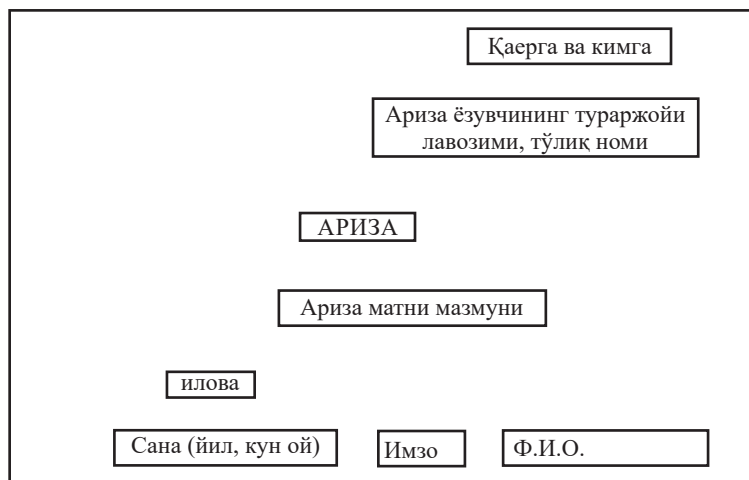 Қаерга ва кимга
Ариза ёзувчининг тураржойи
лавозими, тўлиқ номи
АРИЗА
Ариза матни мазмуни
илова
Сана (йил, кун ой) Имзо Ф.И.О.